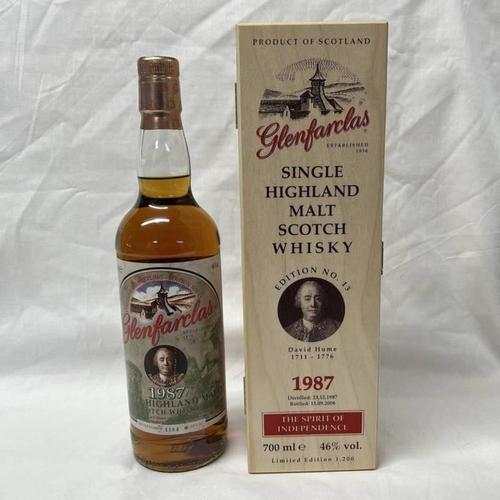 PRODUCT OF SCOTLAND
Glenfarclas
ESTABLISHED
1836
SINGLE
HIGHLAND
MALT
SCOTCH
WHISKY
EDITION NO. 13
David Hume
1711 - 1776
1987
Distilled: 23.12.1987
Bottled: 15.09.2006
THE SPIRIT OF
INDEPENDENCE
700 ml e 46% vol.
Limited Edition 1.200
Glenfarclas
1987
HIGHLAND MALT
SCOTCH WHISKY